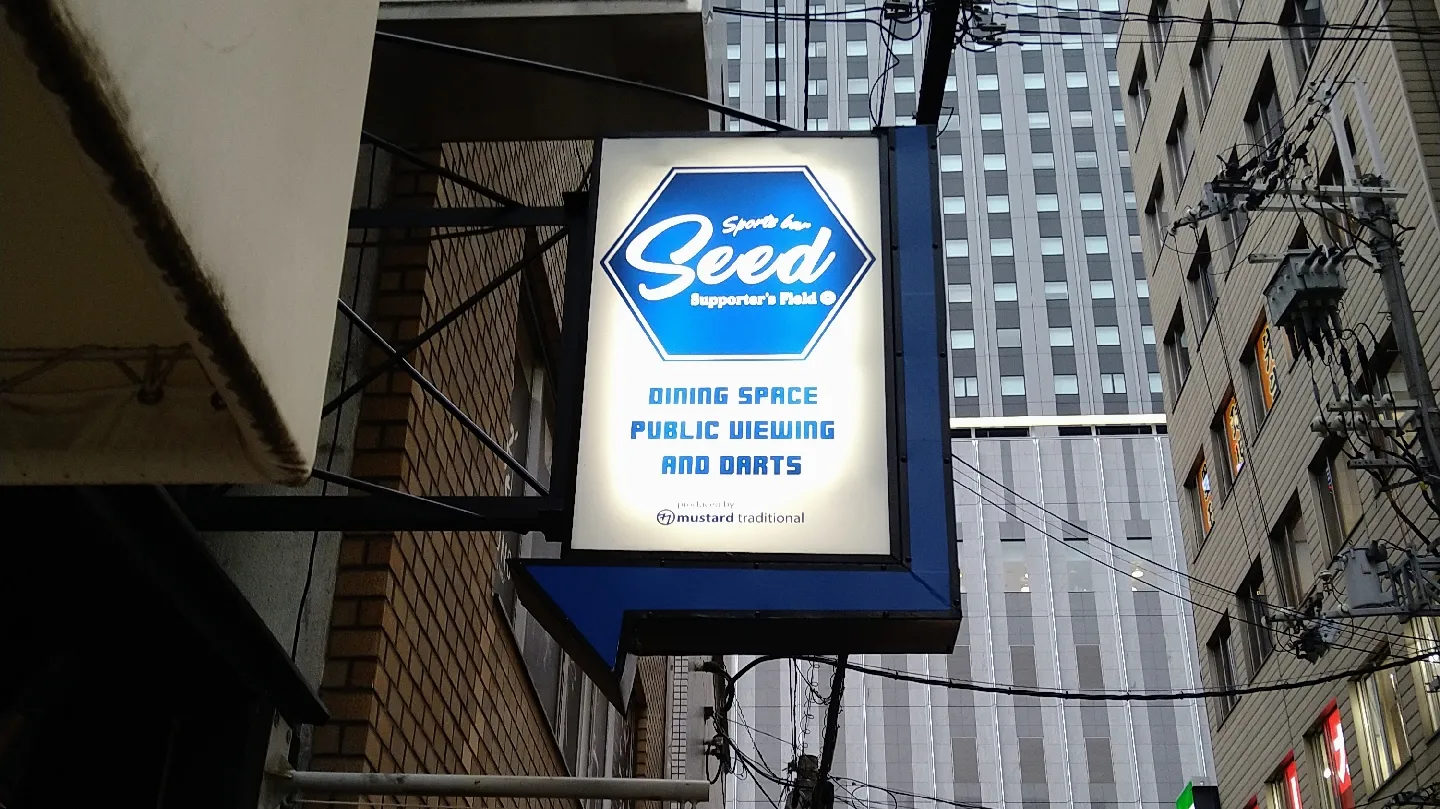 Sports bar
Seed
Supporter's Field
DINING SPACE
PUBLIC VIEWING
AND DARTS
produced by
mustard traditional